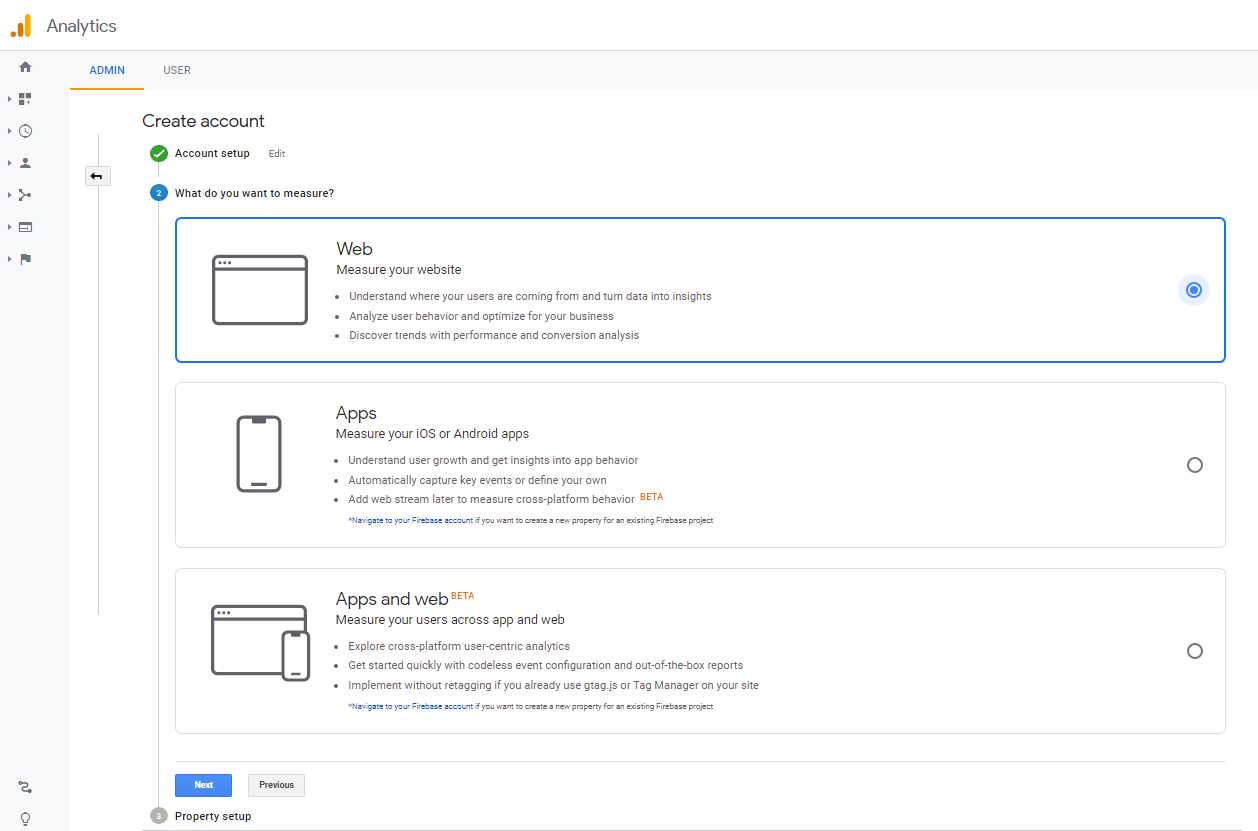 Analytics
ADMIN USER
Create account
Account setup Edit
2 What do you want to measure?
Web
Measure your website
Understand where your users are coming from and turn data into insights
Analyze user behavior and optimize for your business
Discover trends with performance and conversion analysis
Apps
Measure your iOS or Android apps
Understand user growth and get insights into app behavior
Automatically capture key events or define your own
Add web stream later to measure cross-platform behavior BETA
*Navigate to your Firebase account if you want to create a new property for an existing Firebase project
Apps and web BETA
Measure your users across app and web
Explore cross-platform user-centric analytics
Get started quickly with codeless event configuration and out-of-the-box reports
Implement without retagging if you already use gtag.js or Tag Manager on your site
*Navigate to your Firebase account if you want to create a new property for an existing Firebase project
Next Previous
3 Property setup